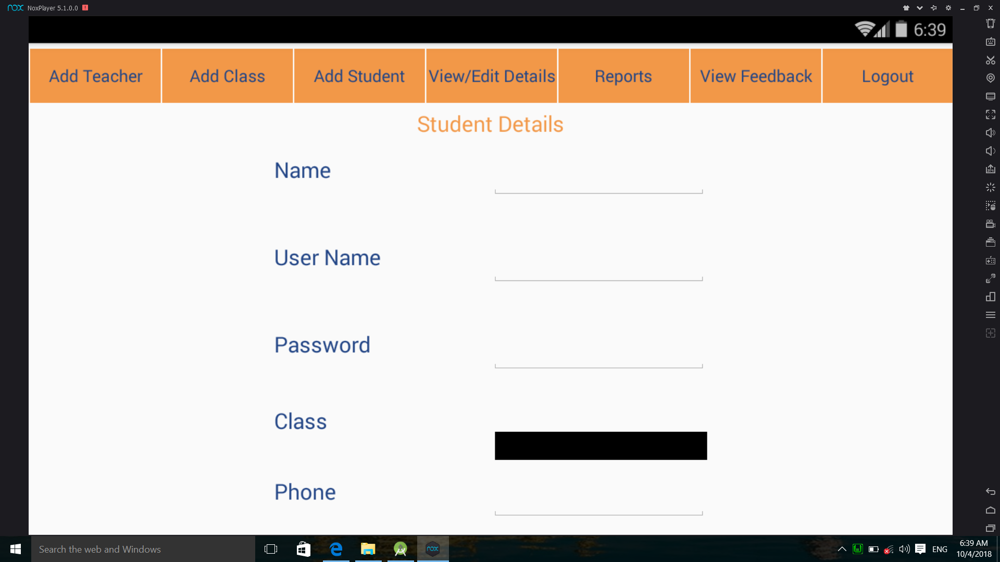 nox NoxPlayer 5.1.0.0
6:39
Add Teacher Add Class Add Student View/Edit Details Reports View Feedback Logout
Student Details
Name
User Name
Password
Class
Phone
Search the web and Windows
nox
ENG
6:39 AM
10/4/2018